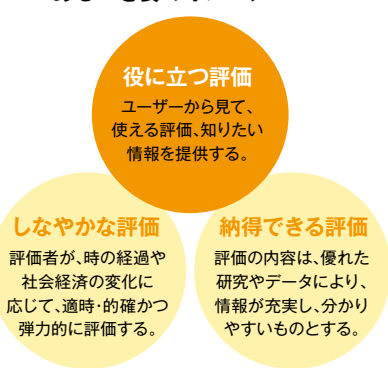 役に立つ評価
ユーザーから見て、
使える評価、知りたい
情報を提供する。
しなやかな評価
評価者が、時の経過や
社会経済の変化に
応じて、適時・的確かつ
弾力的に評価する。
納得できる評価
評価の内容は、優れた
研究やデータにより、
情報が充実し、分かり
やすいものとする。